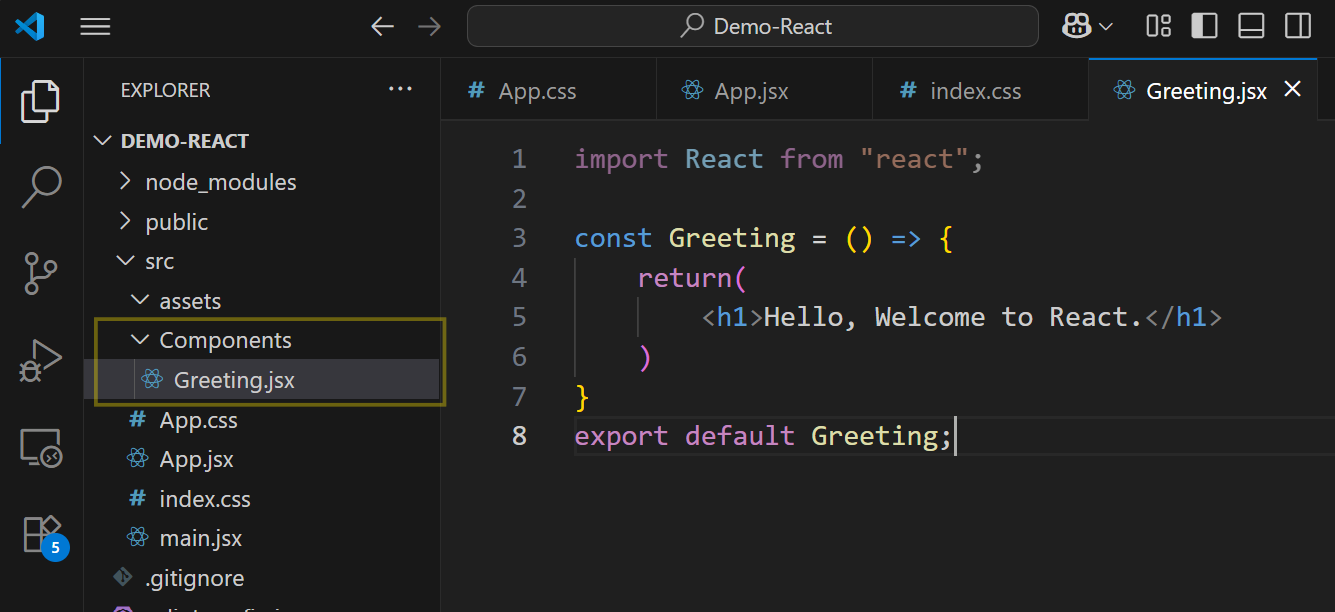 Demo-React
EXPLORER ...
DEMO-REACT
node_modules
public
src
assets
Components
Greeting.jsx
# App.css
App.jsx
# index.css
main.jsx
.gitignore
5
# App.css
App.jsx
# index.css
Greeting.jsx
1 import React from "react";
2
3 const Greeting = () => {
4 return(
5 <h1>Hello, Welcome to React.</h1>
6 )
7 }
8 export default Greeting;